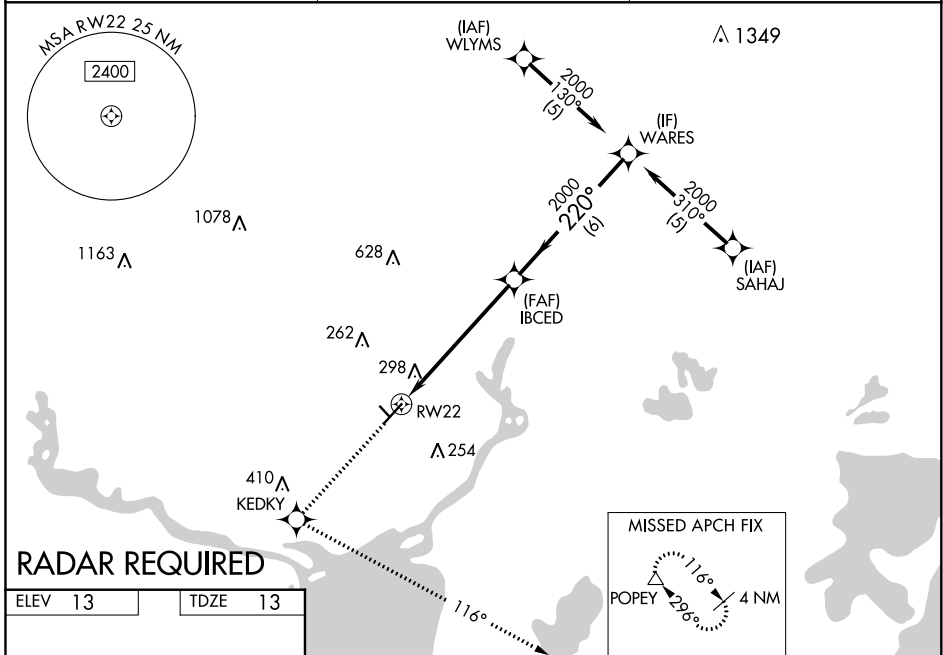 MSA RW22 25 NM
2400
(IAF)
WLYMS
1349
2000
130°
(5)
(IF)
WARES
2000
220°
(6)
2000
310°
(5)
(IAF)
SAHAJ
1078
1163
628
(FAF)
IBCED
262
298
RW22
254
410
KEDKY
116°
RADAR REQUIRED
ELEV 13
TDZE 13
MISSED APCH FIX
POPEY
116°
296°
4 NM